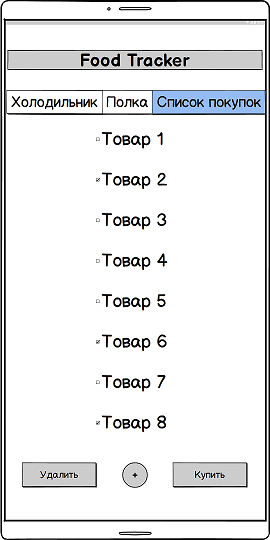 Food Tracker
Холодильник Полка Список покупок
Товар 1
Товар 2
Товар 3
Товар 4
Товар 5
Товар 6
Товар 7
Товар 8
Удалить + Купить